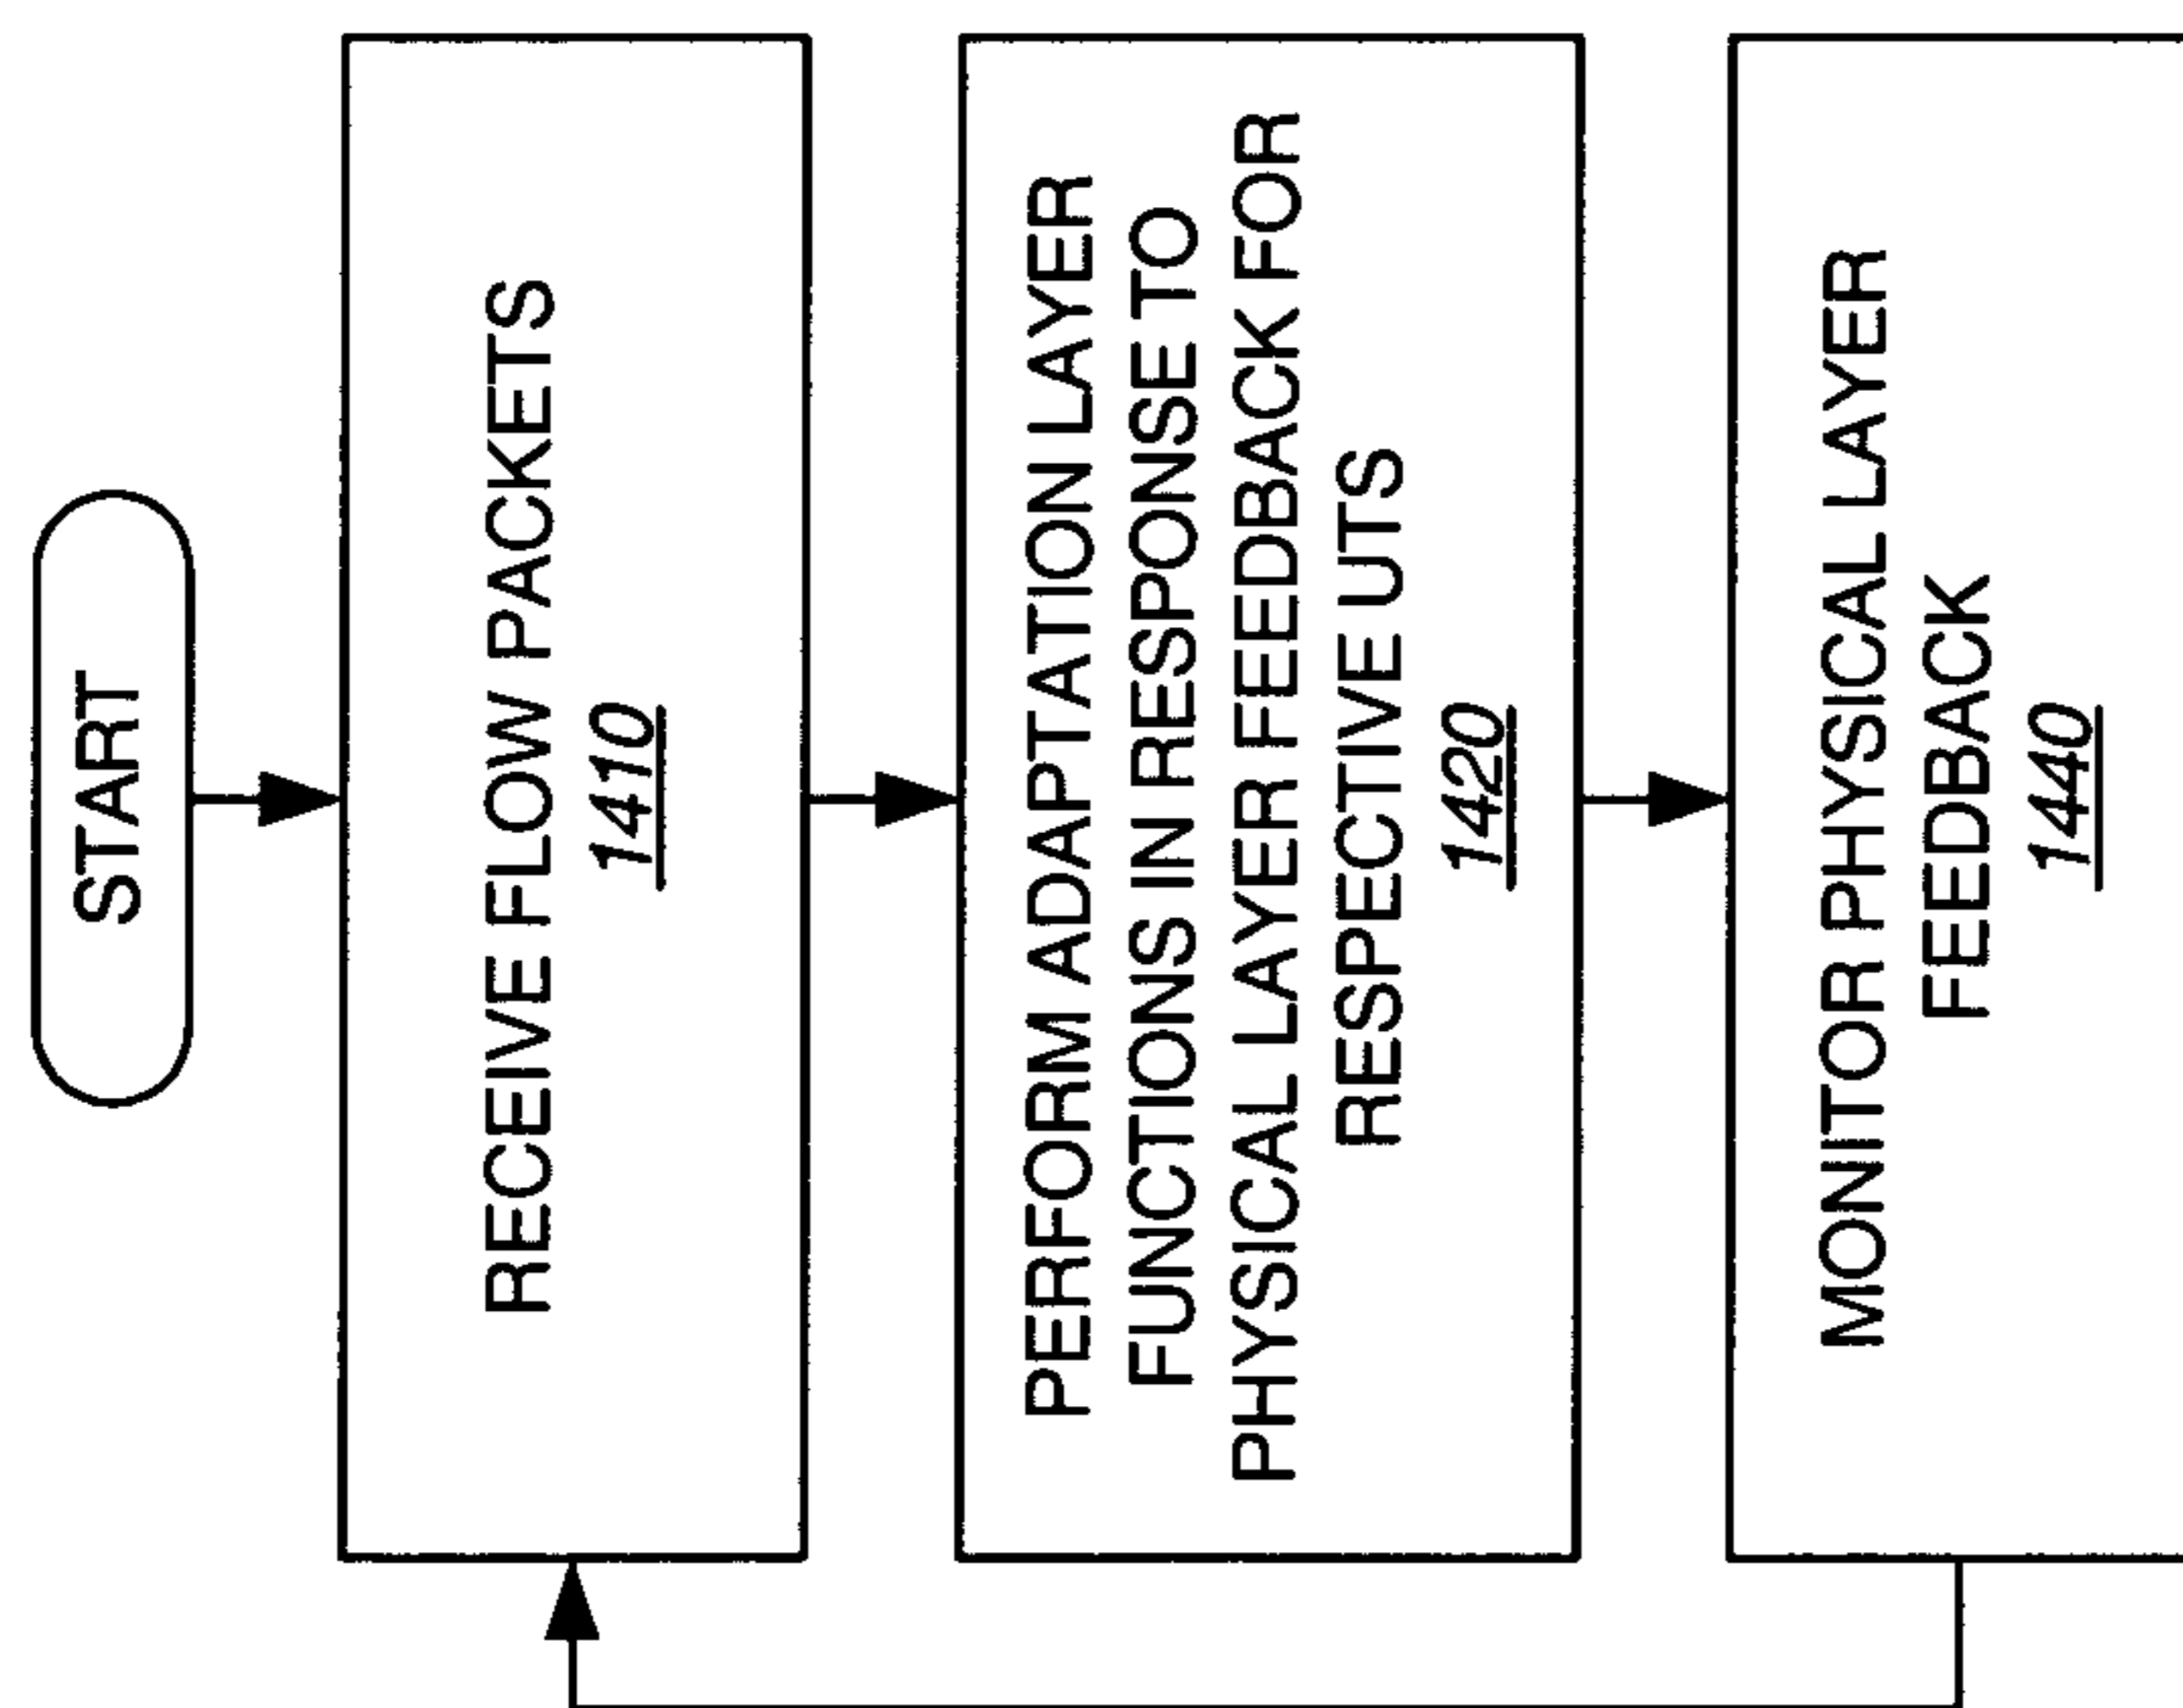 START
RECEIVE FLOW PACKETS
1410
PERFORM ADAPTATION LAYER
FUNCTIONS IN RESPONSE TO
PHYSICAL LAYER FEEDBACK FOR
RESPECTIVE UTS
1420
MONITOR PHYSICAL LAYER
FEEDBACK
1440